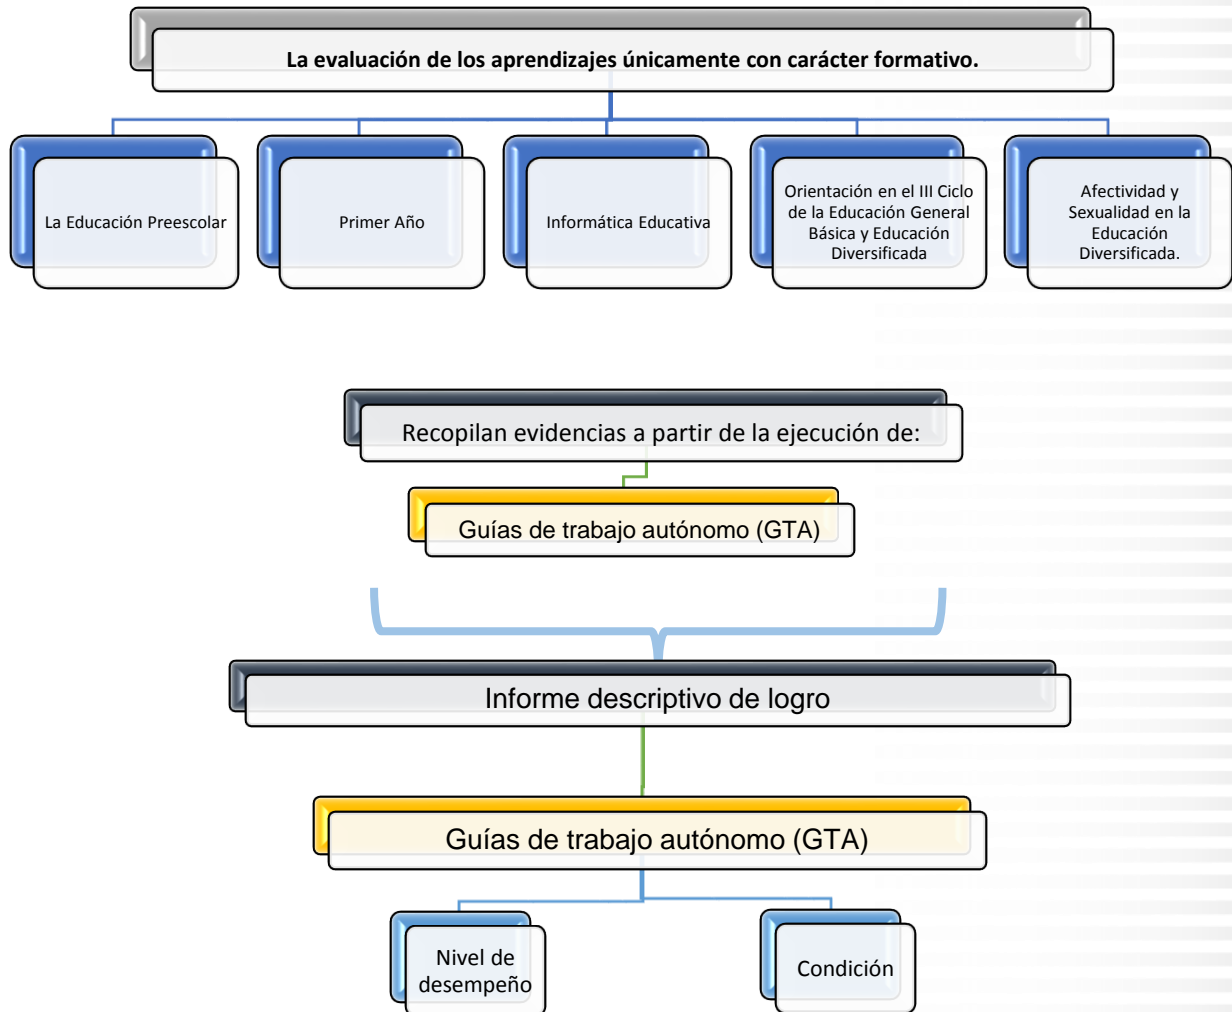 La evaluación de los aprendizajes únicamente con carácter formativo.
La Educación Preescolar
Primer Año
Informática Educativa
Orientación en el III Ciclo
de la Educación General
Básica y Educación
Diversificada
Afectividad y
Sexualidad en la
Educación
Diversificada.
Recopilan evidencias a partir de la ejecución de:
Guías de trabajo autónomo (GTA)
Informe descriptivo de logro
Guías de trabajo autónomo (GTA)
Nivel de
desempeño
Condición